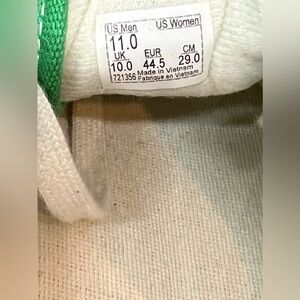 US Men US Women
11.0
UK EUR CM
10.0 44.5 29.0
721356 Made in Vietnam
Fabrique en Vietnam